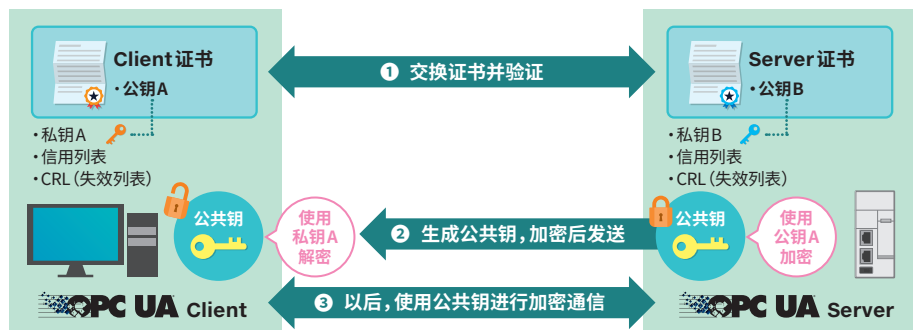 Client证书
・公钥A
・私钥A
・信用列表
・CRL（失效列表）
公共钥
使用
私钥A
解密
OPC UA Client
❶ 交换证书并验证
❷ 生成公共钥，加密后发送
❸ 以后，使用公共钥进行加密通信
Server证书
・公钥B
・私钥B
・信用列表
・CRL（失效列表）
公共钥
使用
公钥A
加密
OPC UA Server